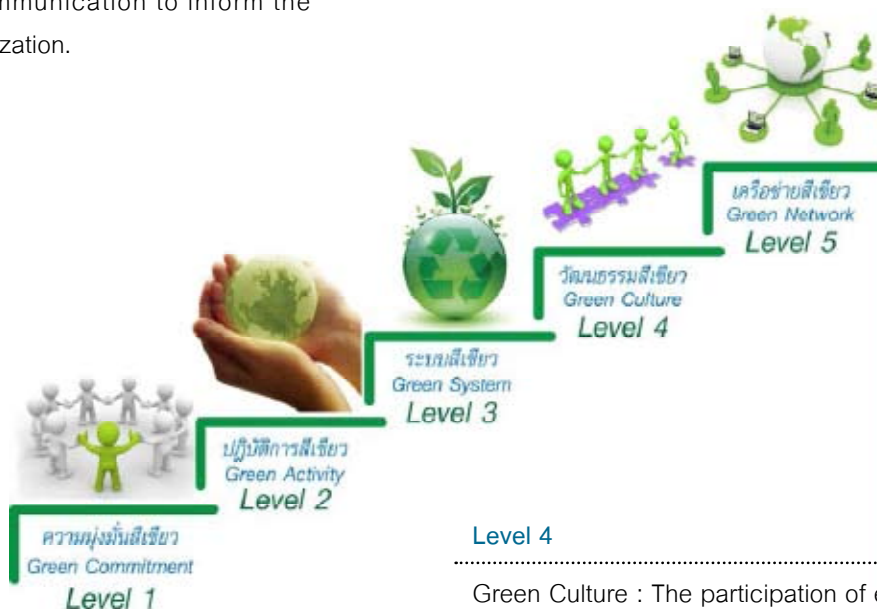 mmunication to inform the
zation.
เครือข่ายสีเขียว
Green Network
Level 5
วัฒนธรรมสีเขียว
Green Culture
Level 4
ระบบสีเขียว
Green System
Level 3
ปฏิบัติการสีเขียว
Green Activity
Level 2
ความมุ่งมั่นสีเขียว
Green Commitment
Level 1
Level 4
Green Culture : The participation of e